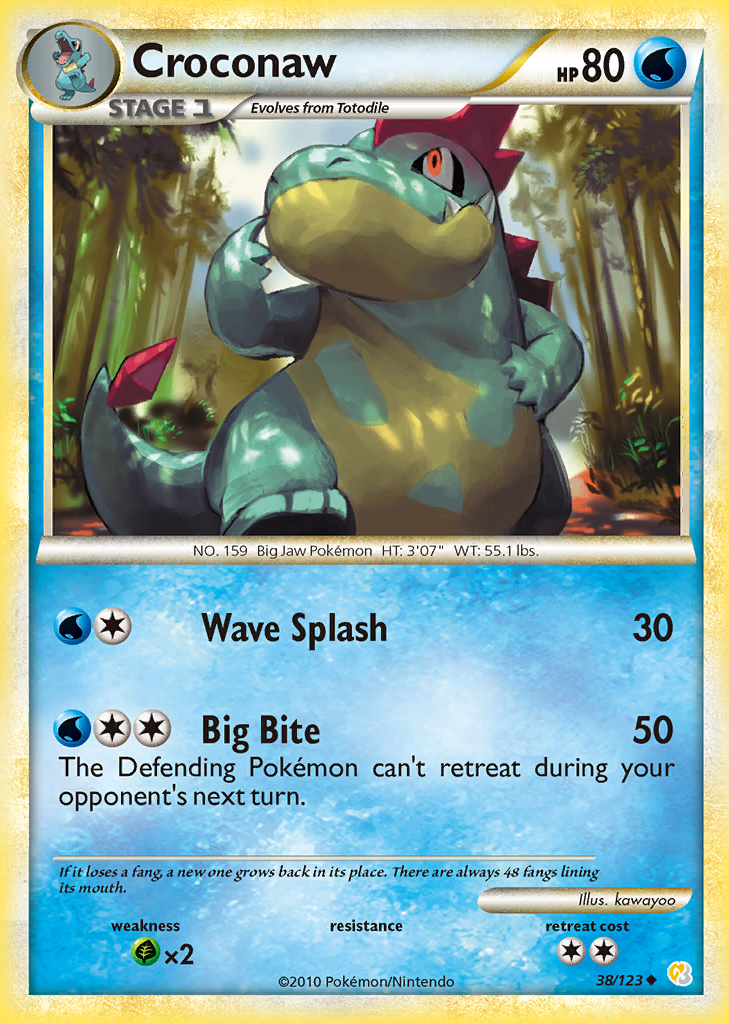 Croconaw
HP 80
STAGE 1
Evolves from Totodile
NO. 159 Big Jaw Pokémon HT: 3'07" WT: 55.1 lbs.
Wave Splash 30
Big Bite 50
The Defending Pokémon can't retreat during your
opponent's next turn.
If it loses a fang, a new one grows back in its place. There are always 48 fangs lining
its mouth.
Illus. kawayoo
weakness resistance retreat cost
×2
©2010 Pokémon/Nintendo
38/123